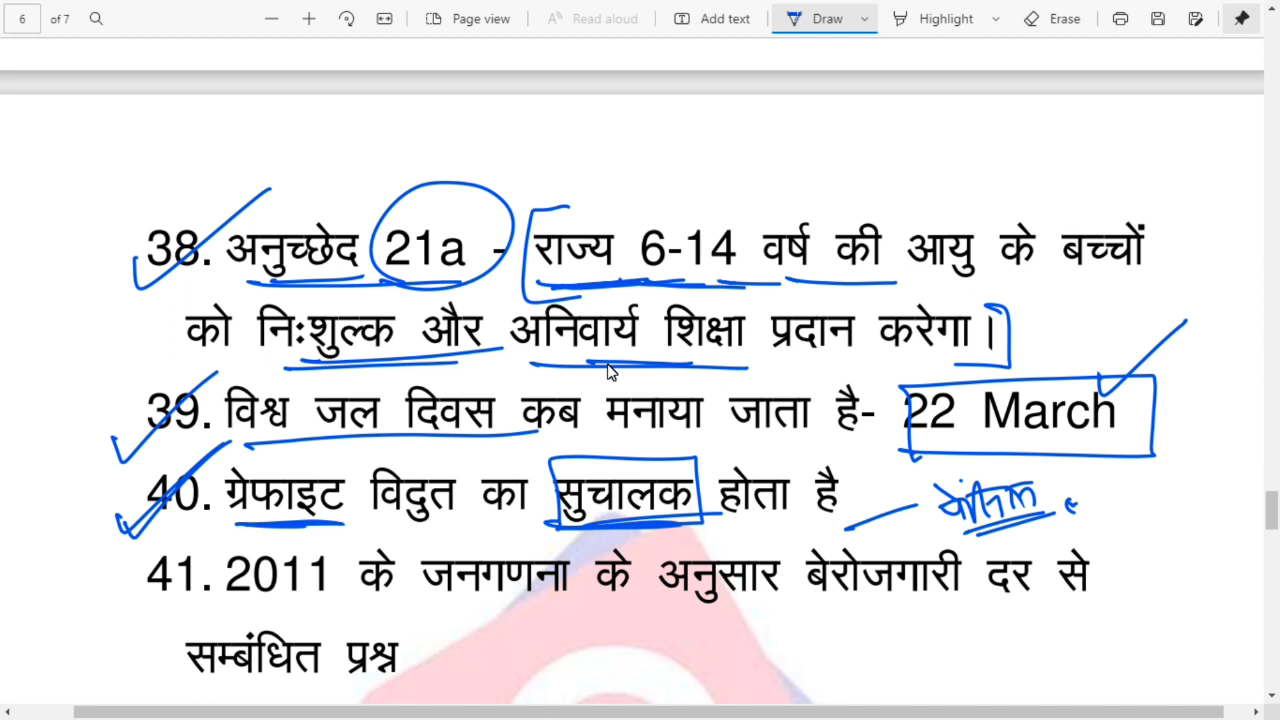 6 of 7 Page view Read aloud Add text Draw Highlight Erase
38. अनुच्छेद 21a - राज्य 6-14 वर्ष की आयु के बच्चों
को निःशुल्क और अनिवार्य शिक्षा प्रदान करेगा।
39. विश्व जल दिवस कब मनाया जाता है- 22 March
40. ग्रेफाइट विदुत का सुचालक होता है
41. 2011 के जनगणना के अनुसार बेरोजगारी दर से
सम्बंधित प्रश्न